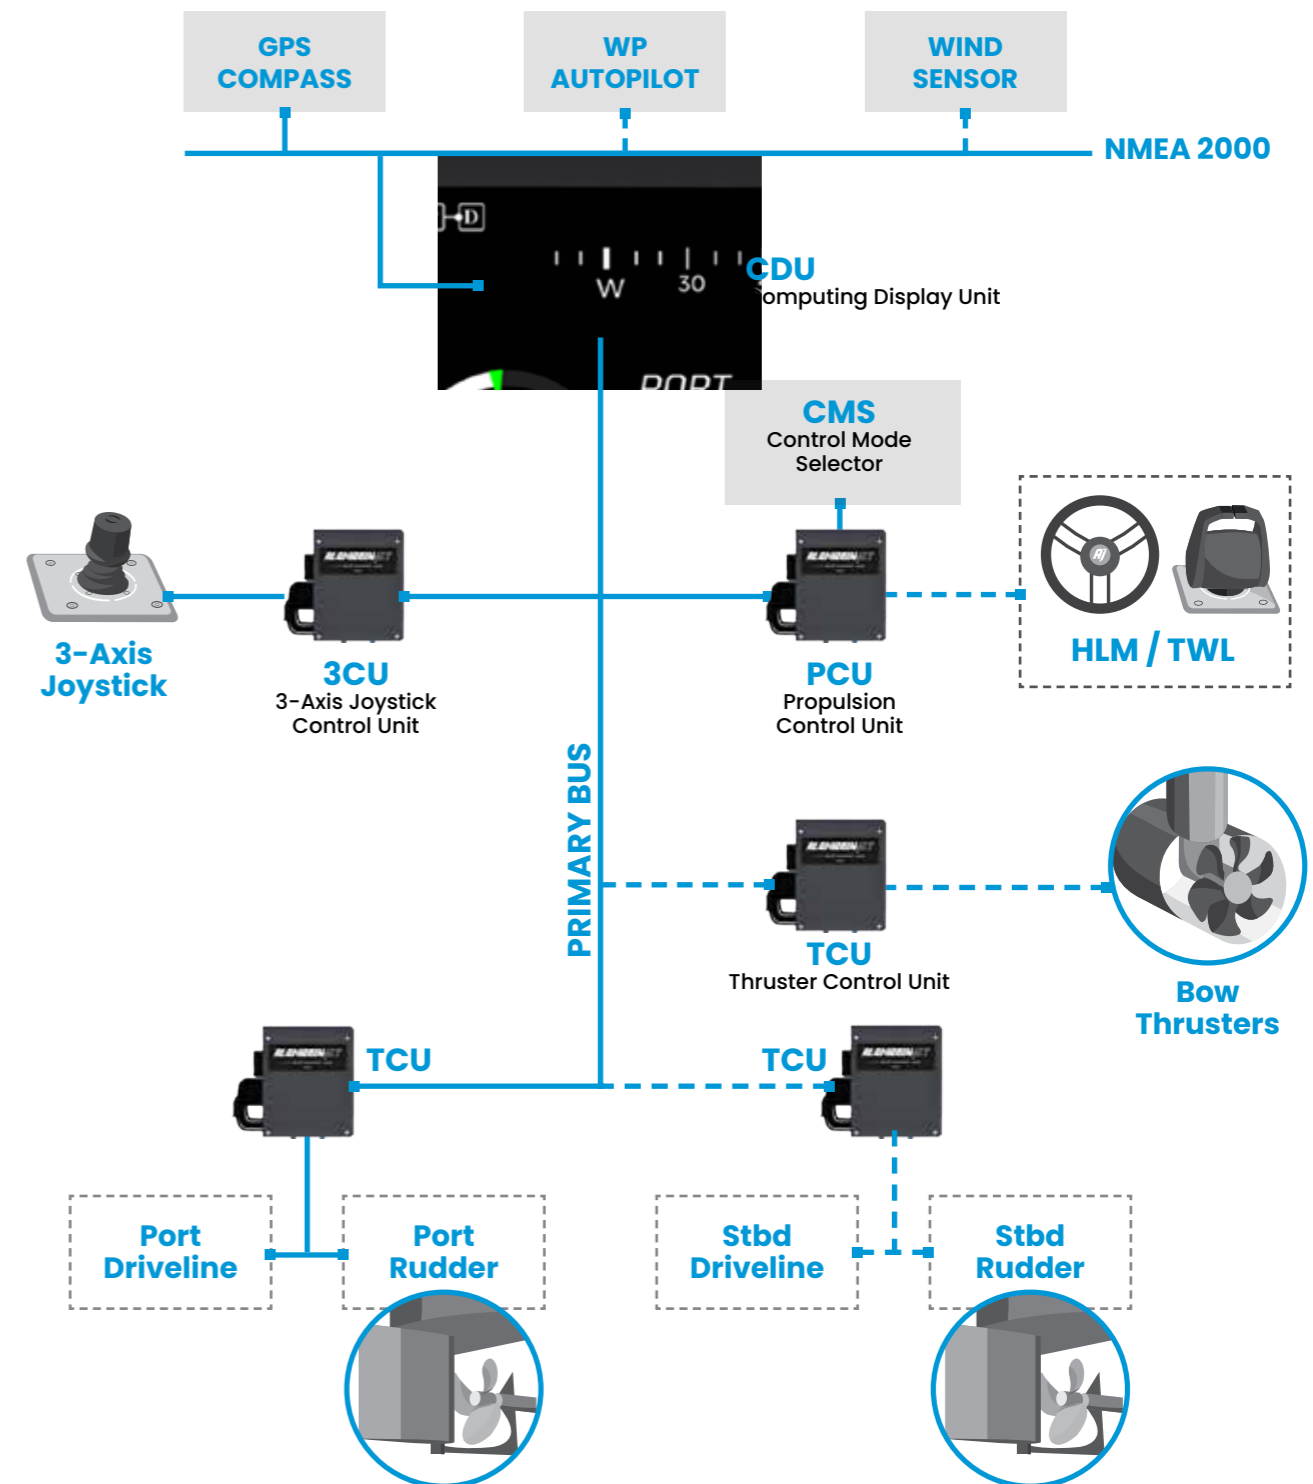 GPS
COMPASS
WP
AUTOPILOT
WIND
SENSOR
NMEA 2000
D
W
30
CDU
omputing Display Unit
PORT
CMS
Control Mode
Selector
3-Axis
Joystick
3CU
3-Axis Joystick
Control Unit
PCU
Propulsion
Control Unit
AJ
HLM / TWL
PRIMARY BUS
TCU
Thruster Control Unit
Bow
Thrusters
TCU
TCU
Port
Driveline
Port
Rudder
Stbd
Driveline
Stbd
Rudder